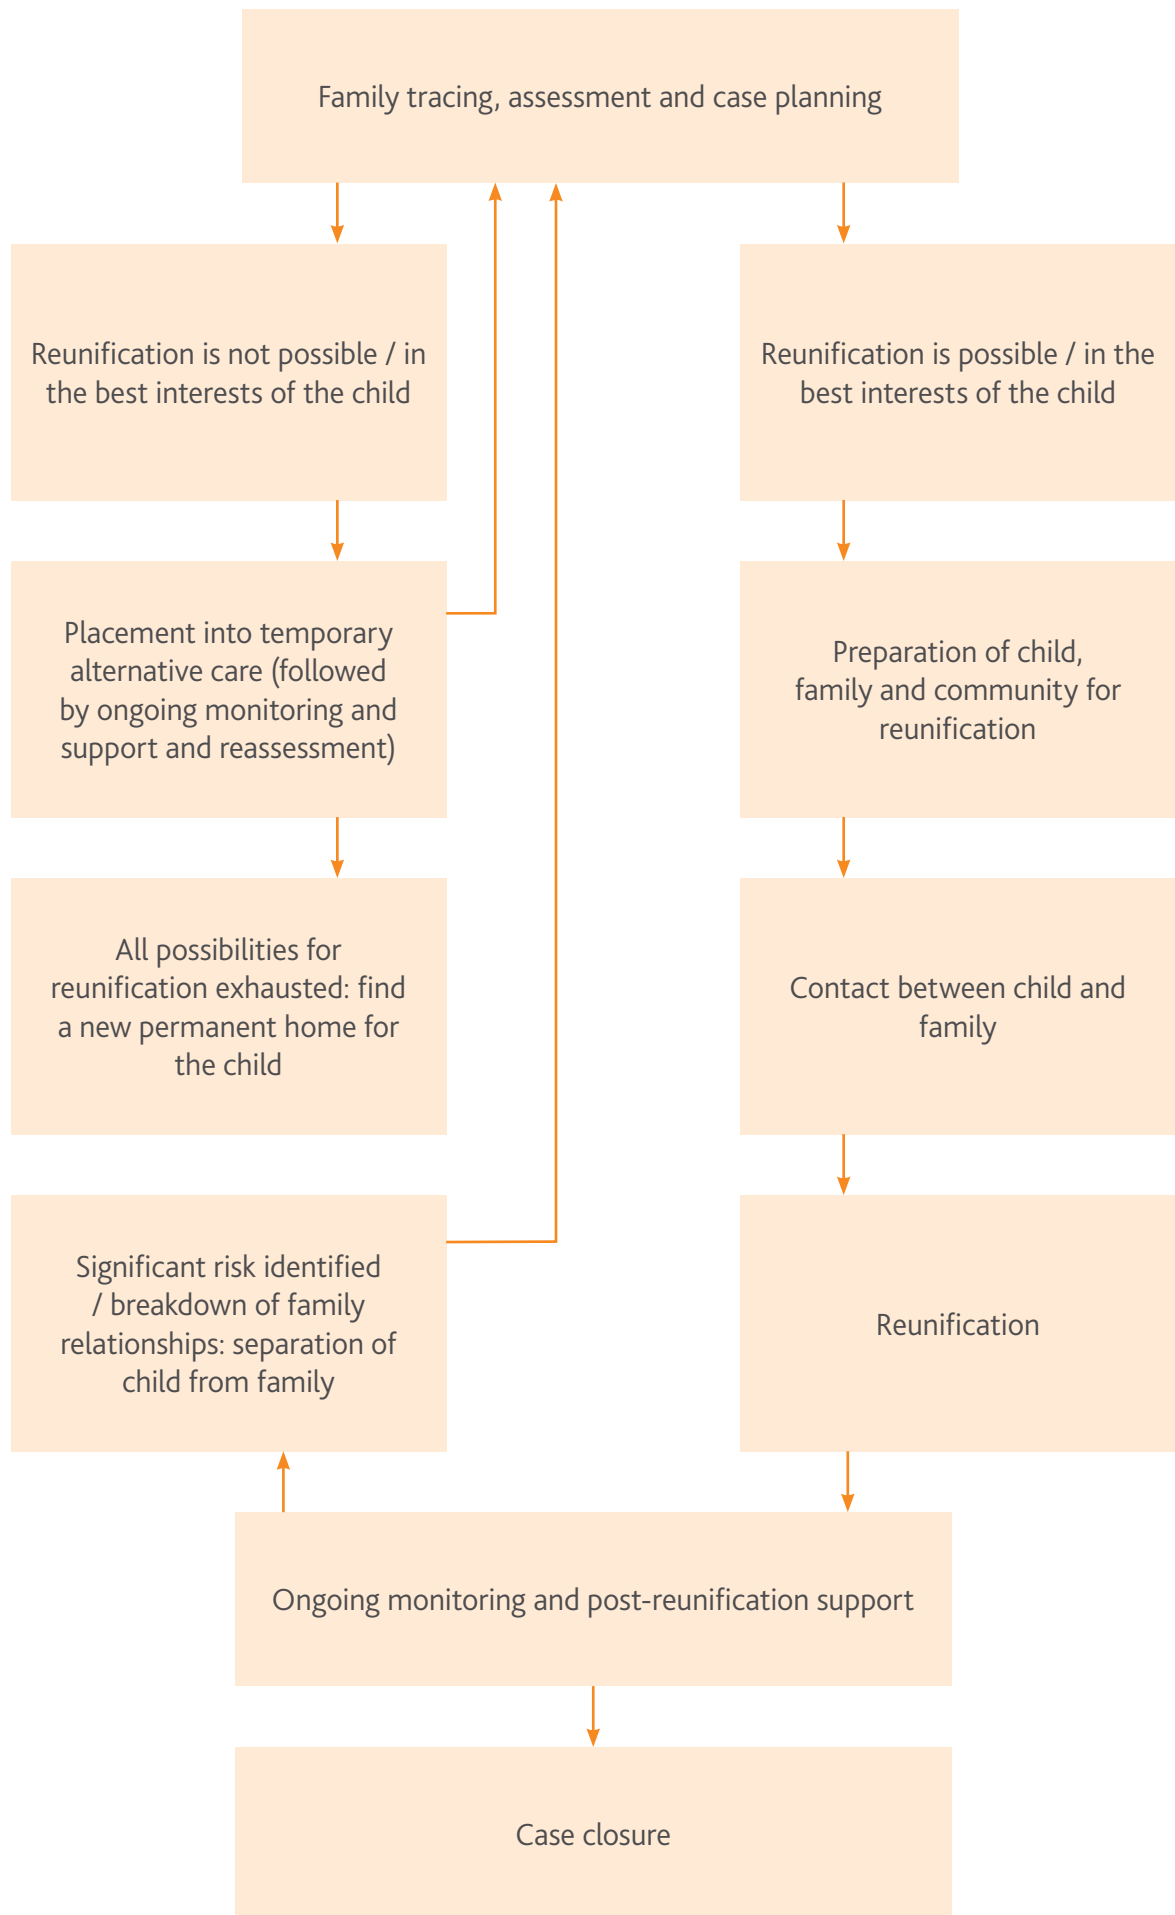 Family tracing, assessment and case planning
Reunification is not possible / in
the best interests of the child
Reunification is possible / in the
best interests of the child
Placement into temporary
alternative care (followed
by ongoing monitoring and
support and reassessment)
Preparation of child,
family and community for
reunification
All possibilities for
reunification exhausted: find
a new permanent home for
the child
Contact between child and
family
Significant risk identified
/ breakdown of family
relationships: separation of
child from family
Reunification
Ongoing monitoring and post-reunification support
Case closure